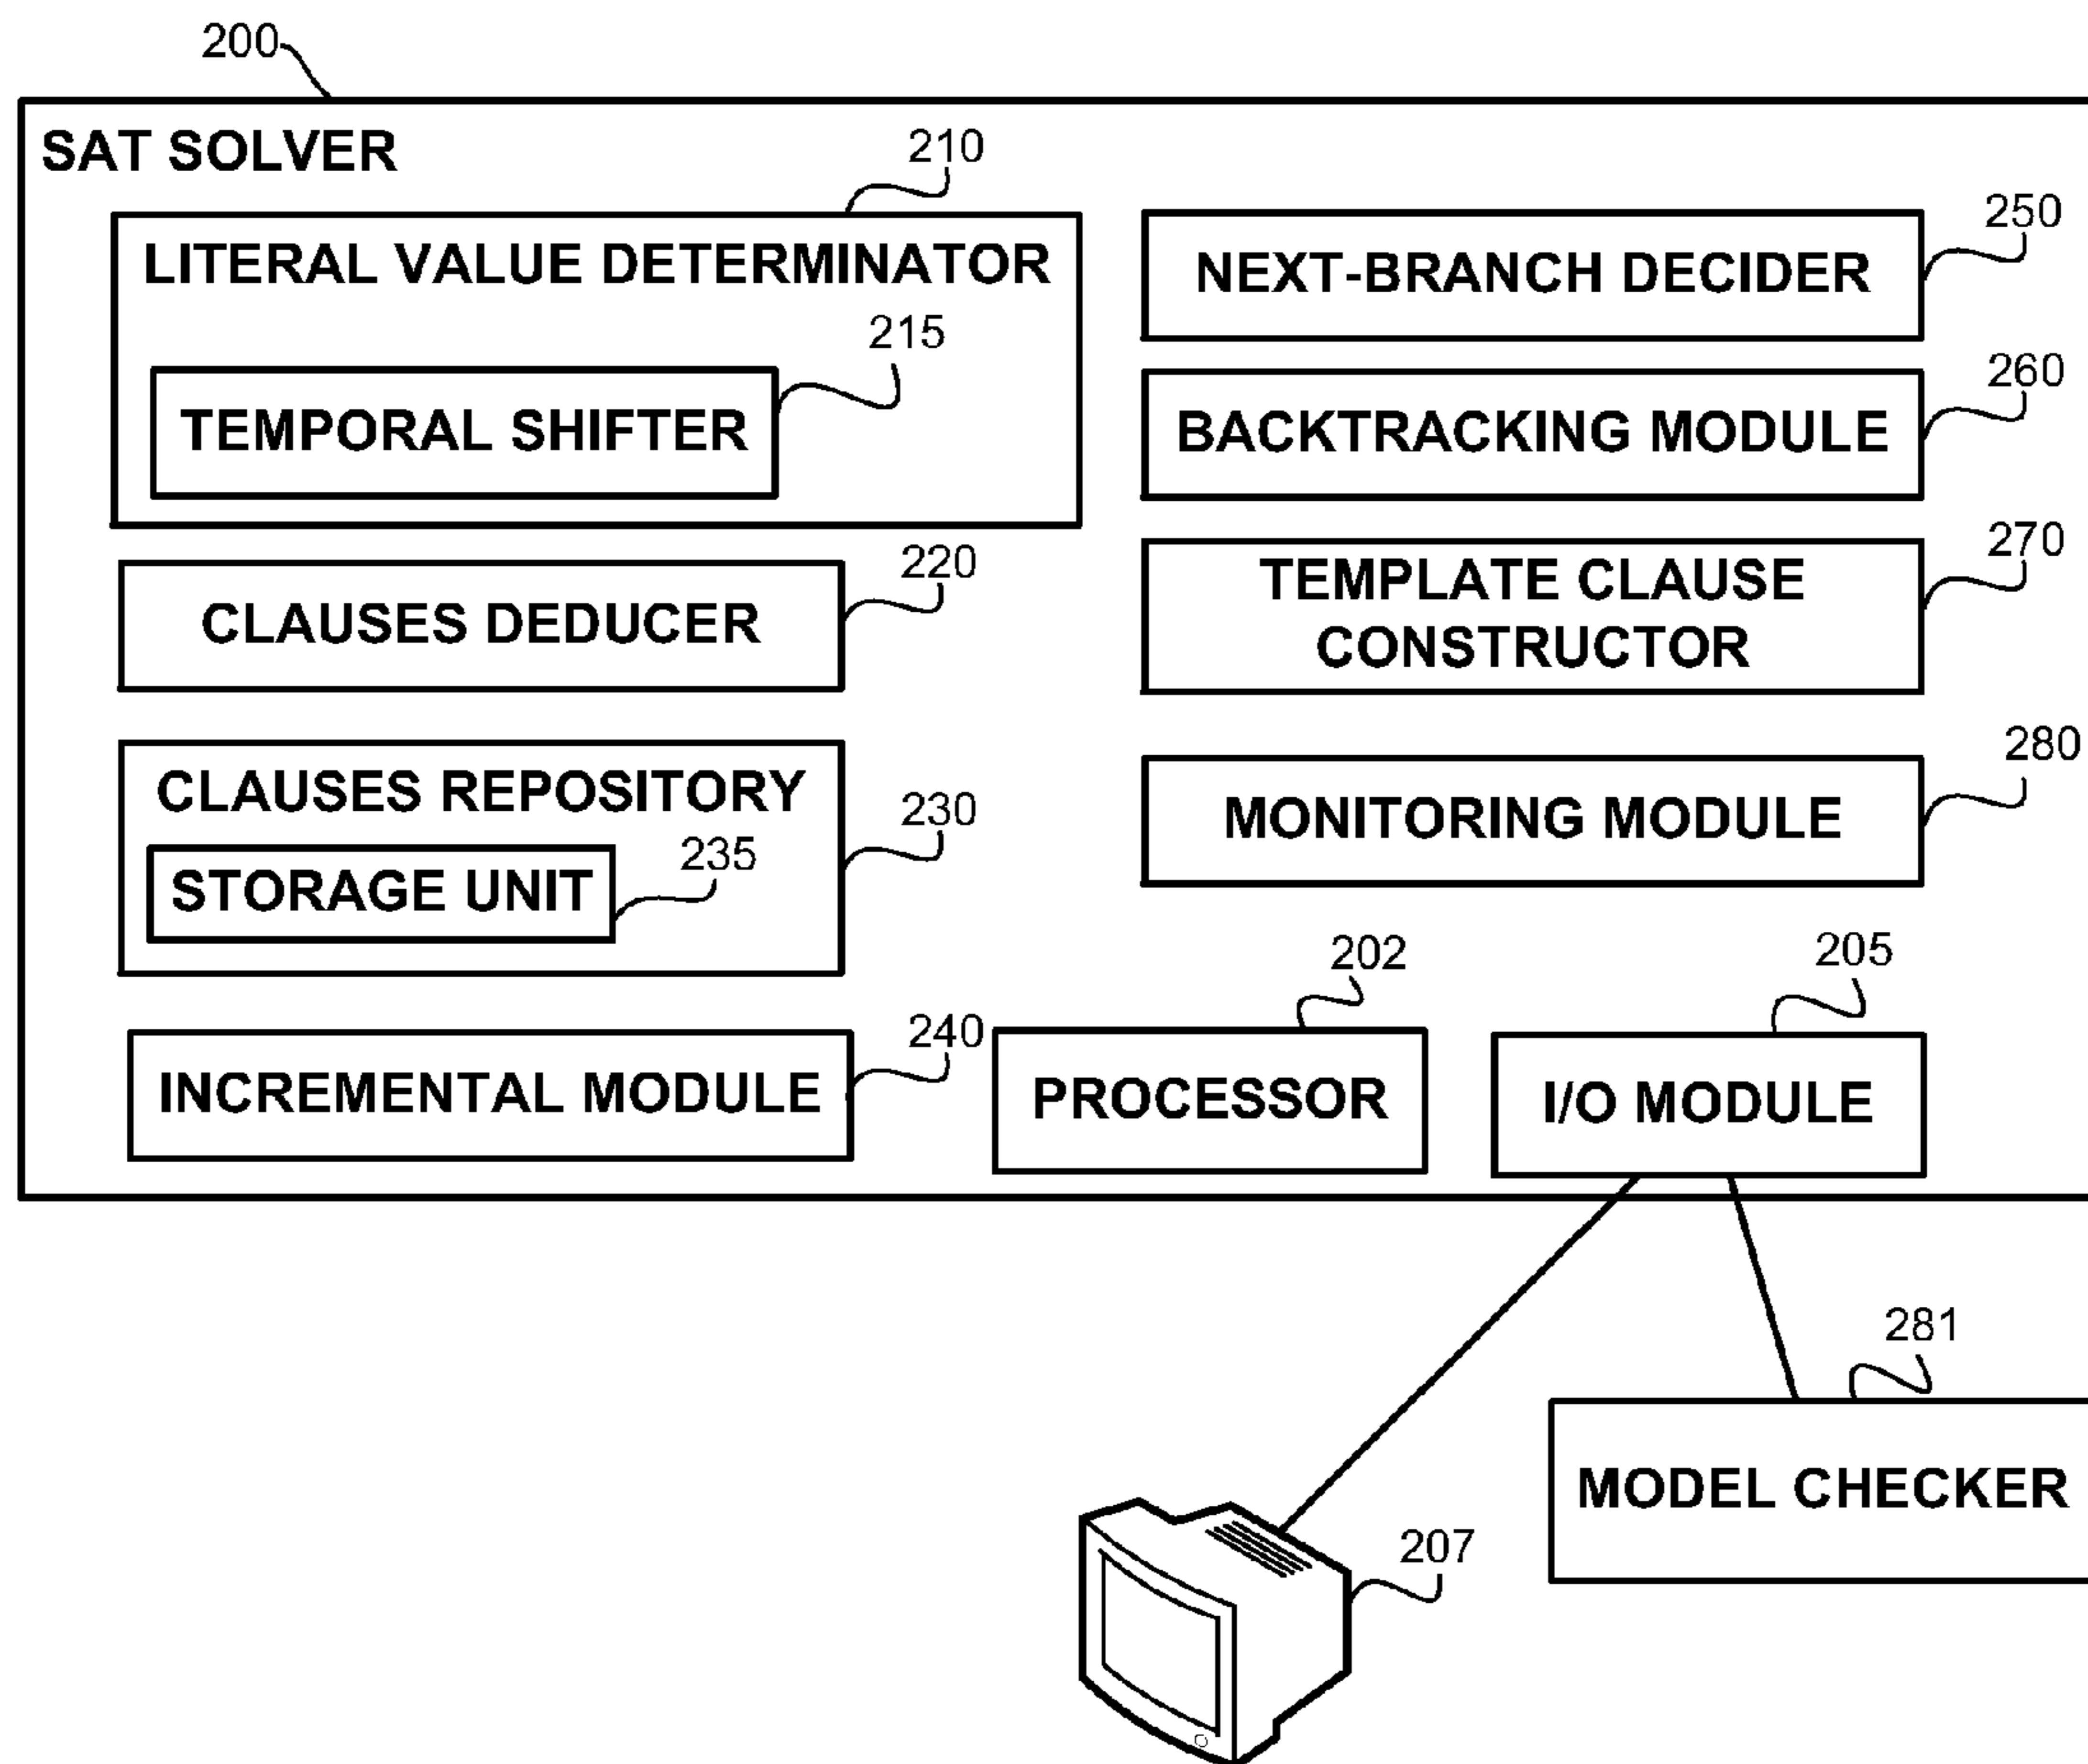 200
SAT SOLVER
210
LITERAL VALUE DETERMINATOR
215
TEMPORAL SHIFTER
220
CLAUSES DEDUCER
CLAUSES REPOSITORY
230
235
STORAGE UNIT
240
INCREMENTAL MODULE
250
NEXT-BRANCH DECIDER
260
BACKTRACKING MODULE
270
TEMPLATE CLAUSE
CONSTRUCTOR
280
MONITORING MODULE
202
PROCESSOR
205
I/O MODULE
281
MODEL CHECKER
207